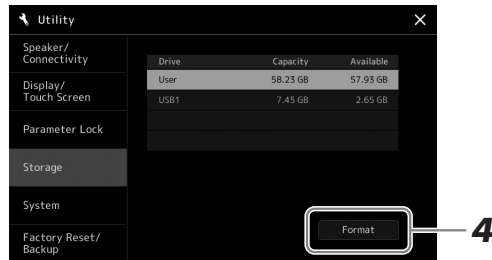 Utility
Speaker/
Connectivity
Display/
Touch Screen
Parameter Lock
Storage
System
Factory Reset/
Backup
Drive Capacity Available
User 58.23 GB 57.93 GB
USB1 7.45 GB 2.65 GB
Format
4